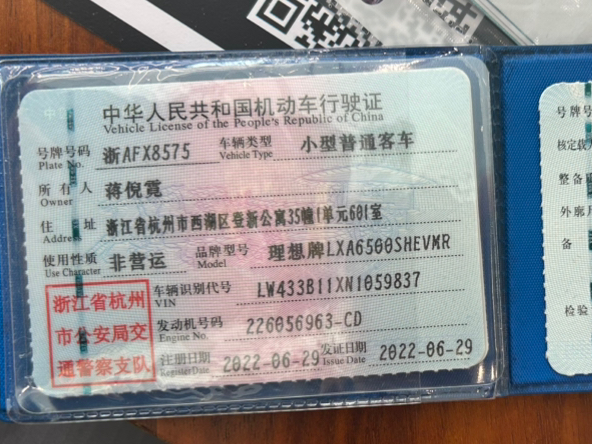 中华人民共和国机动车行驶证
Vehicle License of the People's Republic of China
号牌号码 浙AFX8575 车辆类型 小型普通客车
Plate No. Vehicle Type
所有人 蒋倪霓
Owner
住址 浙江省杭州市西湖区登新公寓35幢1单元601室
Address
使用性质 非营运 品牌型号 理想牌LXA6500SHEVMR
Use Character Model
浙江省杭州
市公安局交
通警察支队
车辆识别代号 LW433B11XN1059837
VIN
发动机号码 226056963-CD
Engine No.
注册日期 2022-06-29 发证日期 2022-06-29
Register Date Issue Date
号牌号
核定载
整备
外廓
备
检验